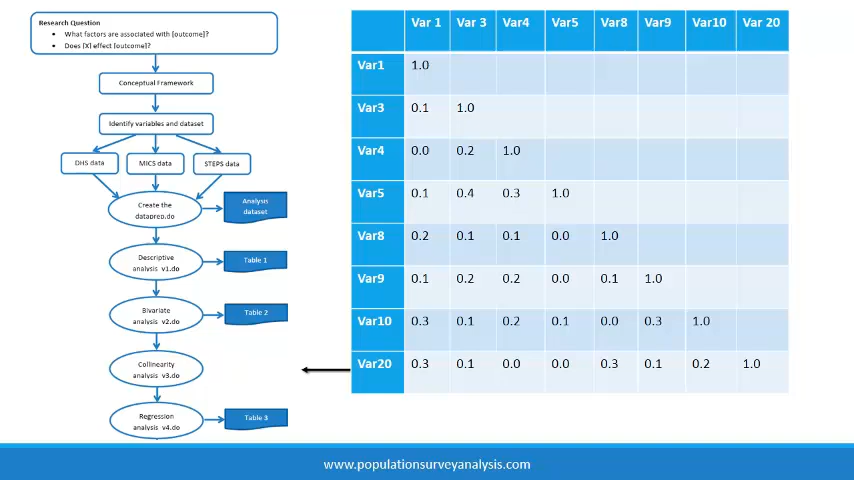 Research Question
• What factors are associated with [outcome]?
• Does [X] effect [outcome]?
Conceptual Framework
Identify variables and dataset
DHS data
MICS data
STEPS data
Create the
dataprep.do
Analysis
dataset
Descriptive
analysis v1.do
Table 1
Bivariate
analysis v2.do
Table 2
Collinearity
analysis v3.do
Regression
analysis v4.do
Table 3
Var 1 Var 3 Var4 Var5 Var8 Var9 Var10 Var 20
Var1 1.0
Var3 0.1 1.0
Var4 0.0 0.2 1.0
Var5 0.1 0.4 0.3 1.0
Var8 0.2 0.1 0.1 0.0 1.0
Var9 0.1 0.2 0.2 0.0 0.1 1.0
Var10 0.3 0.1 0.2 0.1 0.0 0.3 1.0
Var20 0.3 0.1 0.0 0.0 0.3 0.1 0.2 1.0
www.populationsurveyanalysis.com